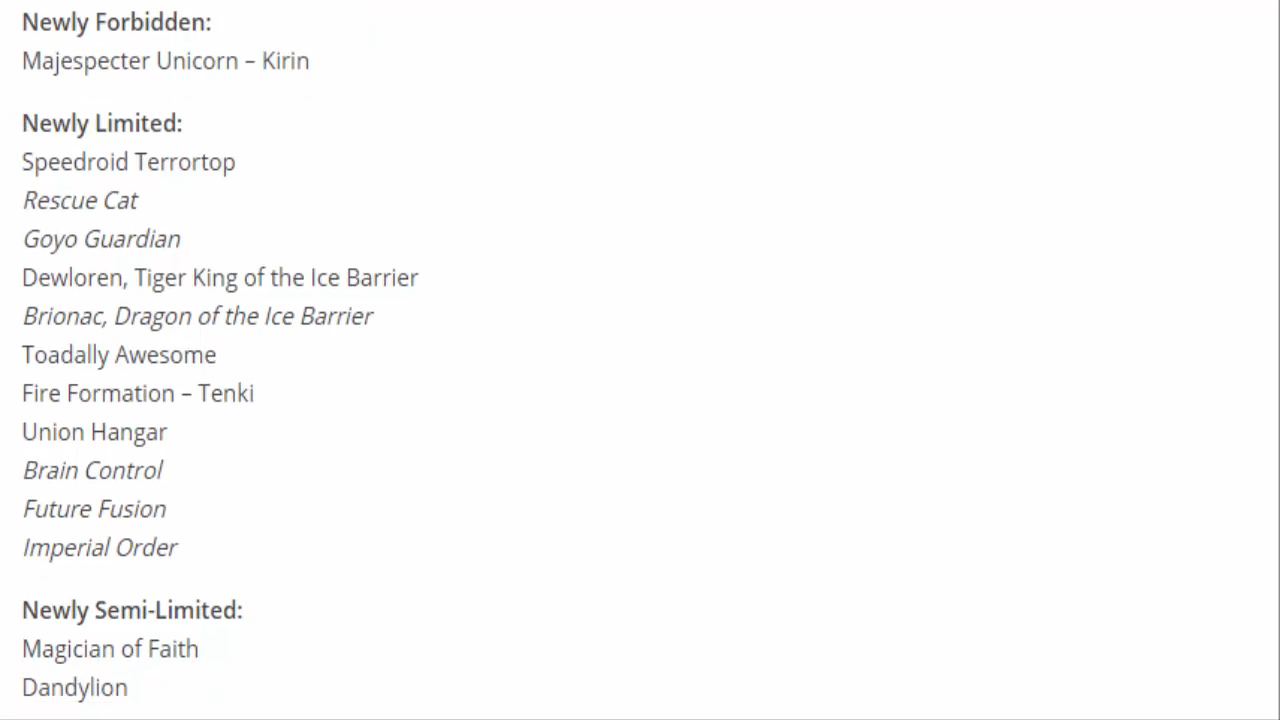 Newly Forbidden:
Majespecter Unicorn – Kirin
Newly Limited:
Speedroid Terrortop
Rescue Cat
Goyo Guardian
Dewloren, Tiger King of the Ice Barrier
Brionac, Dragon of the Ice Barrier
Toadally Awesome
Fire Formation – Tenki
Union Hangar
Brain Control
Future Fusion
Imperial Order
Newly Semi-Limited:
Magician of Faith
Dandylion